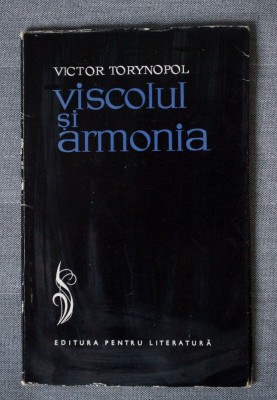 VICTOR TORYNOPOL
viscolul
și
armonia
EDITURA PENTRU LITERATURĂ